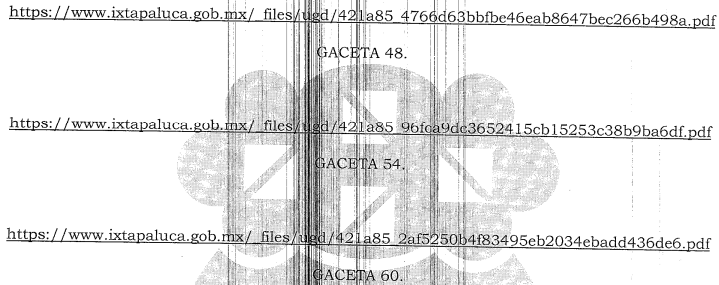 https://www.ixtapaluca.gob.mx/_files/ugd/421a85_4766d63bbfbe46eab8647bec266b498a.pdf
GACETA 48.
https://www.ixtapaluca.gob.mx/_files/ugd/421a85_96fca9dc3652415cb15253c38b9ba6df.pdf
GACETA 54.
https://www.ixtapaluca.gob.mx/_files/ugd/421a85_2af5250b4f83495eb2034ebadd436de6.pdf
GACETA 60.